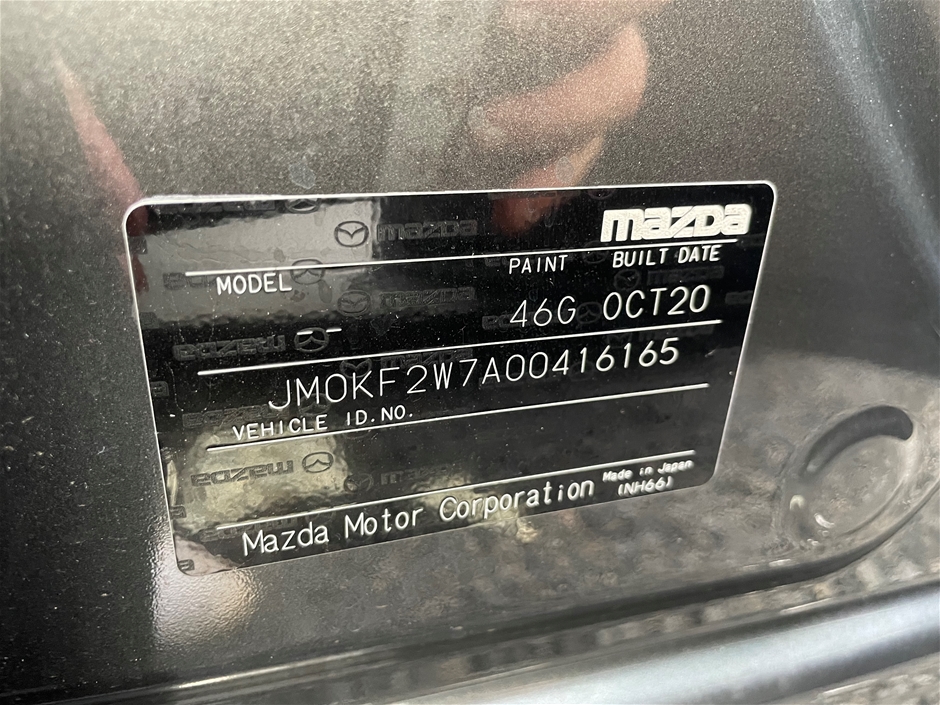 mazda
MODEL PAINT BUILT DATE
-- 46G OCT20
JM0KF2W7A00416165
VEHICLE ID.NO.
Mazda Motor Corporation Made in Japan
(NH66)